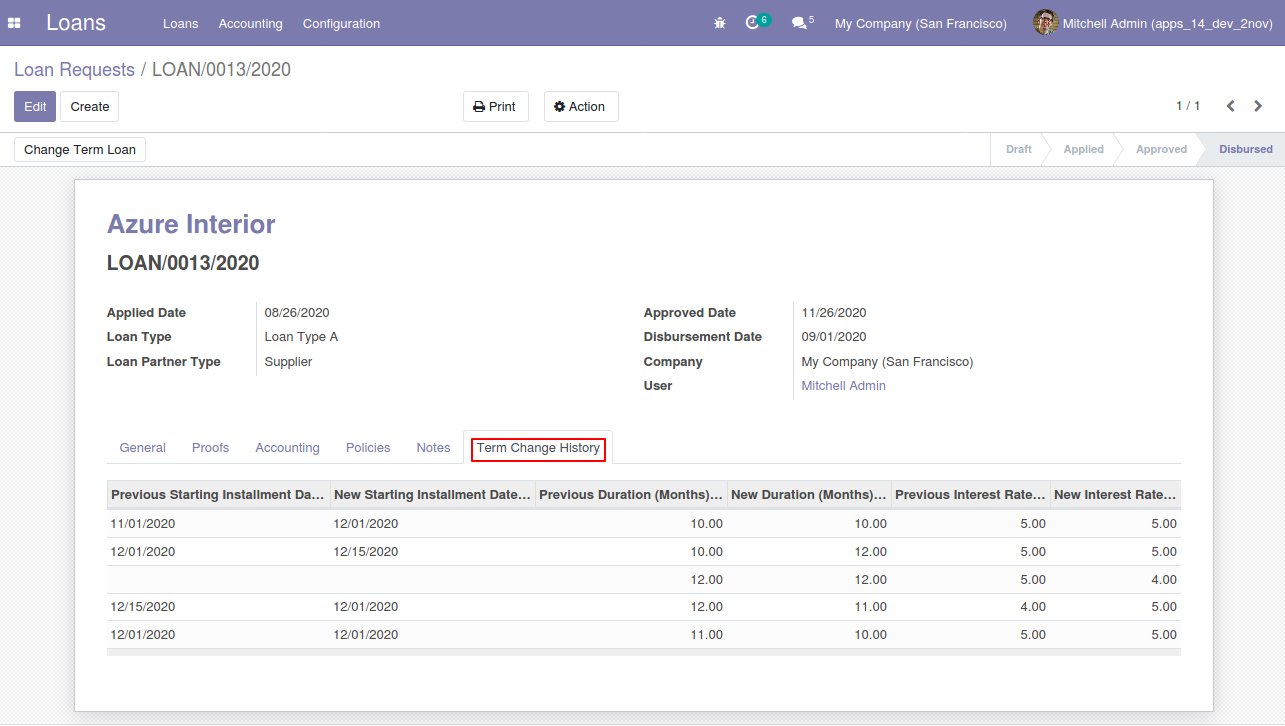 Loans Loans Accounting Configuration 6 5 My Company (San Francisco) Mitchell Admin (apps_14_dev_2nov)
Loan Requests / LOAN/0013/2020
Edit Create Print Action 1 / 1
Change Term Loan Draft Applied Approved Disbursed
Azure Interior
LOAN/0013/2020
Applied Date 08/26/2020 Approved Date 11/26/2020
Loan Type Loan Type A Disbursement Date 09/01/2020
Loan Partner Type Supplier Company My Company (San Francisco)
User Mitchell Admin
General Proofs Accounting Policies Notes Term Change History
Previous Starting Installment Da... New Starting Installment Date... Previous Duration (Months)... New Duration (Months)... Previous Interest Rate... New Interest Rate...
11/01/2020 12/01/2020 10.00 10.00 5.00 5.00
12/01/2020 12/15/2020 10.00 12.00 5.00 5.00
12.00 12.00 5.00 4.00
12/15/2020 12/01/2020 12.00 11.00 4.00 5.00
12/01/2020 12/01/2020 11.00 10.00 5.00 5.00